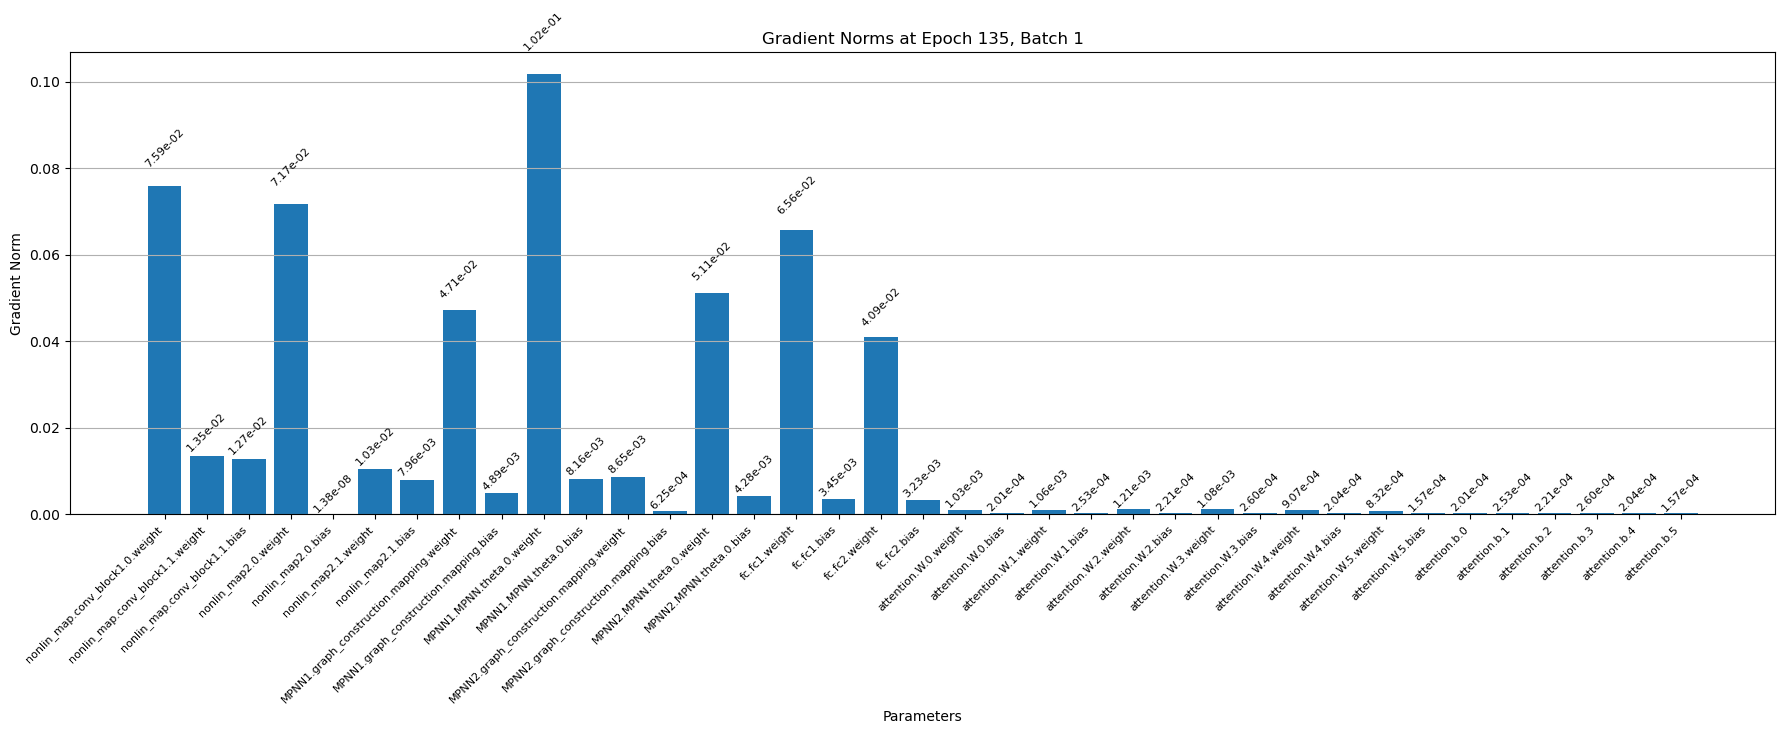 Gradient Norms at Epoch 135, Batch 1
Gradient Norm
0.10
0.08
0.06
0.04
0.02
0.00
7.59e-02
1.35e-02
1.27e-02
7.17e-02
1.38e-08
1.03e-02
7.96e-03
4.71e-02
4.89e-03
1.02e-01
8.16e-03
8.65e-03
6.25e-04
5.11e-02
4.28e-03
6.56e-02
3.45e-03
4.09e-02
3.23e-03
1.03e-03
2.01e-04
1.06e-03
2.53e-04
1.21e-03
2.21e-04
1.08e-03
2.60e-04
9.07e-04
2.04e-04
8.32e-04
1.57e-04
2.01e-04
2.53e-04
2.21e-04
2.60e-04
2.04e-04
1.57e-04
nonlin_map.conv_block1.0.weight
nonlin_map.conv_block1.1.weight
nonlin_map.conv_block1.1.bias
nonlin_map2.0.weight
nonlin_map2.0.bias
nonlin_map2.1.weight
nonlin_map2.1.bias
MPNN1.graph_construction.mapping.weight
MPNN1.graph_construction.mapping.bias
MPNN1.MPNN.theta.0.weight
MPNN1.MPNN.theta.0.bias
MPNN2.graph_construction.mapping.weight
MPNN2.graph_construction.mapping.bias
MPNN2.MPNN.theta.0.weight
MPNN2.MPNN.theta.0.bias
fc.fc1.weight
fc.fc1.bias
fc.fc2.weight
fc.fc2.bias
attention.W.0.weight
attention.W.0.bias
attention.W.1.weight
attention.W.1.bias
attention.W.2.weight
attention.W.2.bias
attention.W.3.weight
attention.W.3.bias
attention.W.4.weight
attention.W.4.bias
attention.W.5.weight
attention.W.5.bias
attention.b.0
attention.b.1
attention.b.2
attention.b.3
attention.b.4
attention.b.5
Parameters